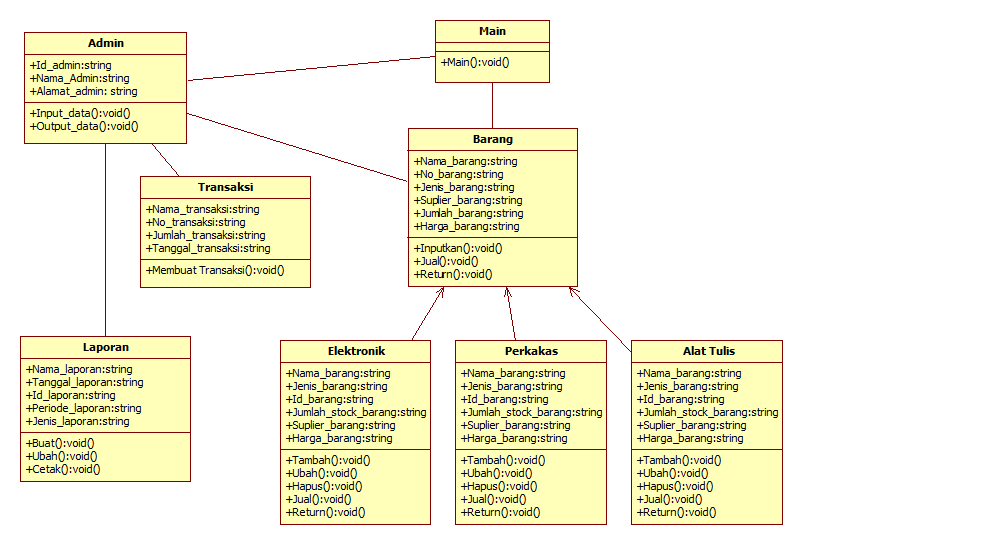 Admin
+Id_admin:string
+Nama_Admin:string
+Alamat_admin: string
+Input_data():void()
+Output_data():void()
Main
+Main():void()
Barang
+Nama_barang:string
+No_barang:string
+Jenis_barang:string
+Suplier_barang:string
+Jumlah_barang:string
+Harga_barang:string
+Inputkan():void()
+Jual():void()
+Return():void()
Transaksi
+Nama_transaksi:string
+No_transaksi:string
+Jumlah_transaksi:string
+Tanggal_transaksi:string
+Membuat Transaksi():void()
Laporan
+Nama_laporan:string
+Tanggal_laporan:string
+Id_laporan:string
+Periode_laporan:string
+Jenis_laporan:string
+Buat():void()
+Ubah():void()
+Cetak():void()
Elektronik
+Nama_barang:string
+Jenis_barang:string
+Id_barang:string
+Jumlah_stock_barang:string
+Suplier_barang:string
+Harga_barang:string
+Tambah():void()
+Ubah():void()
+Hapus():void()
+Jual():void()
+Return():void()
Perkakas
+Nama_barang:string
+Jenis_barang:string
+Id_barang:string
+Jumlah_stock_barang:string
+Suplier_barang:string
+Harga_barang:string
+Tambah():void()
+Ubah():void()
+Hapus():void()
+Jual():void()
+Return():void()
Alat Tulis
+Nama_barang:string
+Jenis_barang:string
+Id_barang:string
+Jumlah_stock_barang:string
+Suplier_barang:string
+Harga_barang:string
+Tambah():void()
+Ubah():void()
+Hapus():void()
+Jual():void()
+Return():void()